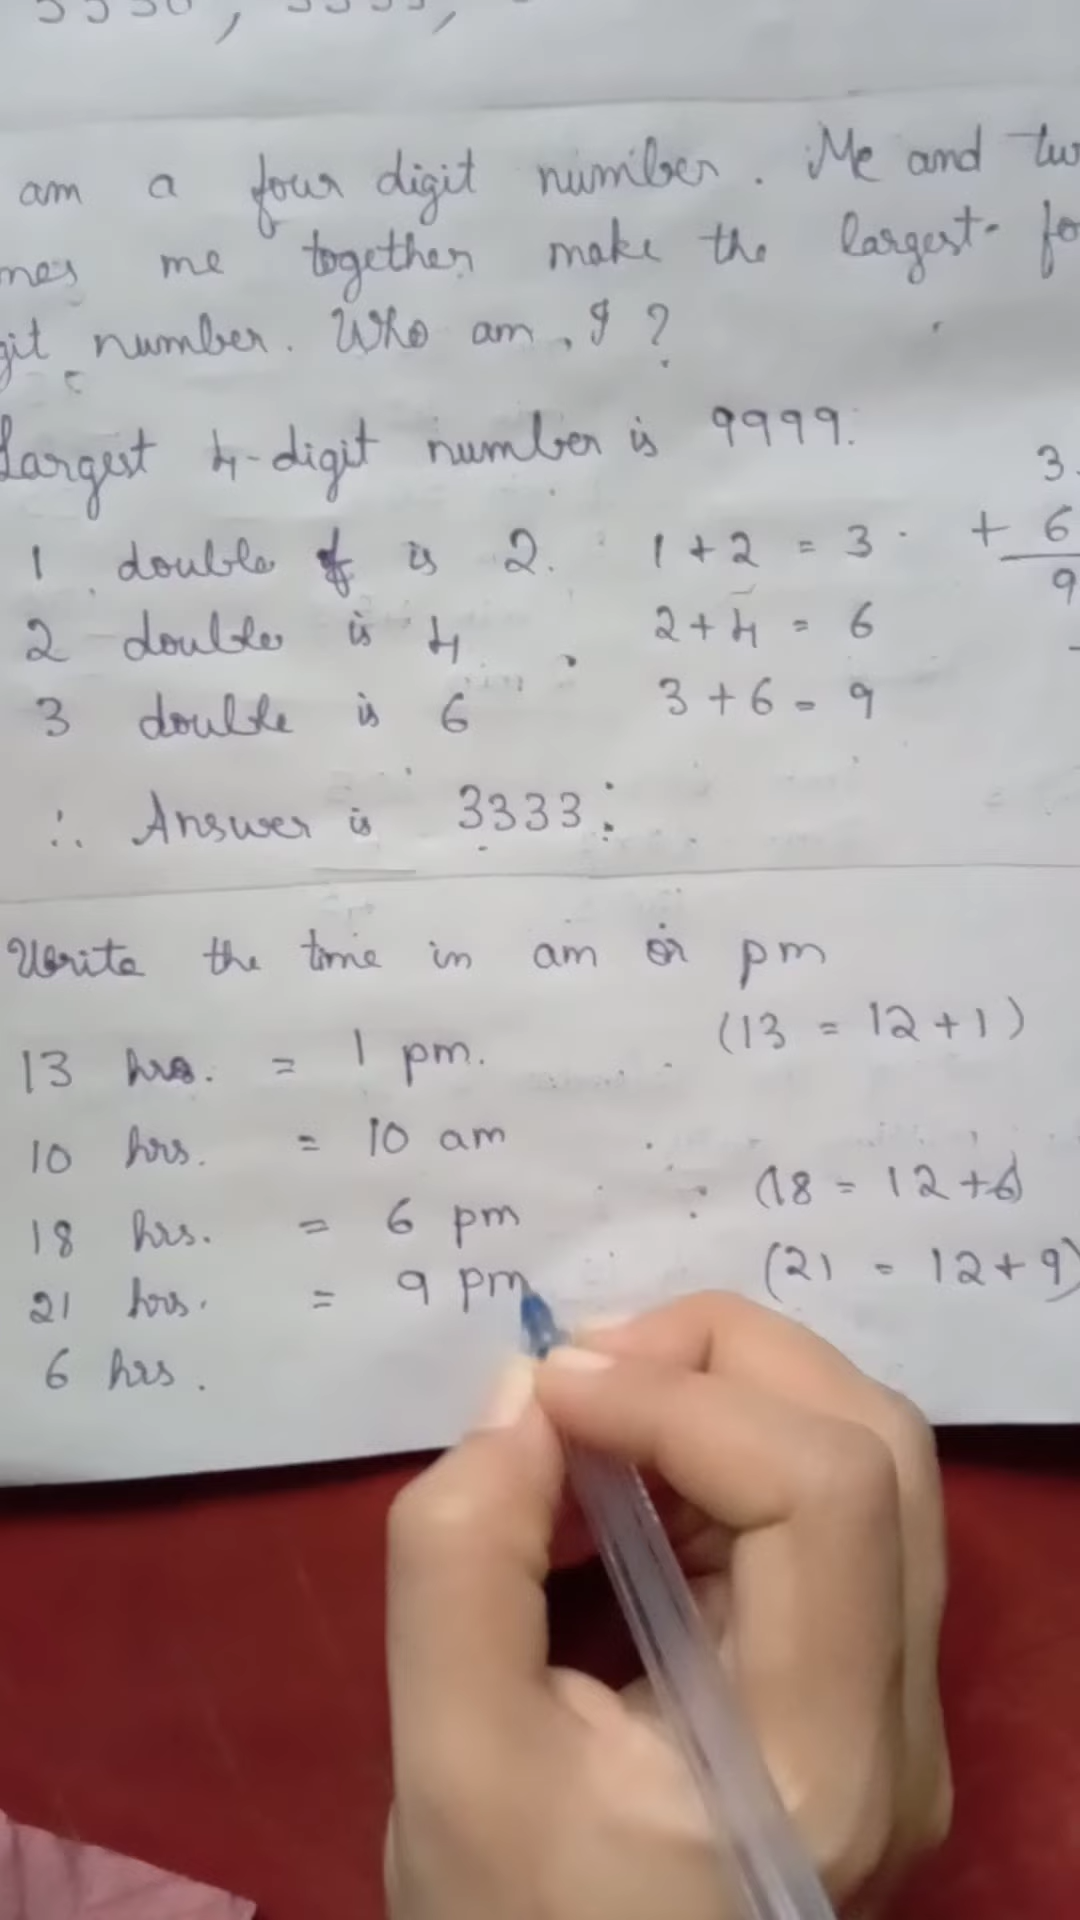 am a four digit number. Me and
me together make the largest
number. Who am I ?
Largest 4-digit number is 9999.
1 double is 2. 1 + 2 = 3.
2 double is 4 2 + 4 = 6
3 double is 6 3 + 6 = 9
3
+ 6
9
∴ Answer is 3333.
Write the time in am or pm
13 hrs. = 1 pm. (13 = 12 + 1)
10 hrs. = 10 am
18 hrs. = 6 pm (18 = 12 + 6)
21 hrs. = 9 pm (21 = 12 + 9)
6 hrs.